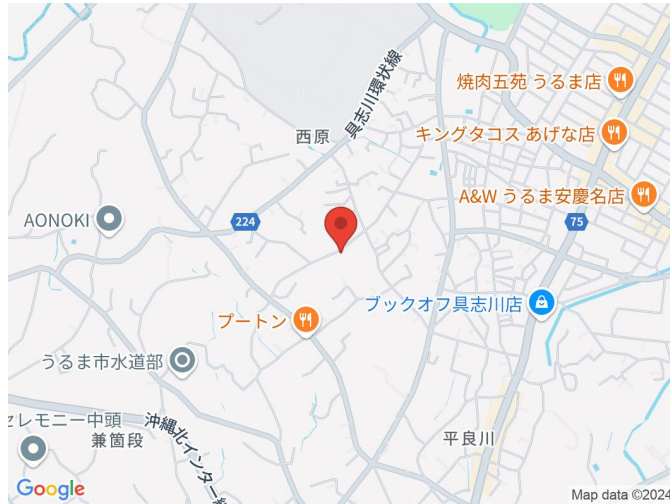 焼肉五苑 うるま店
具志川環状線
西原
キングタコス あげな店
A&W うるま安慶名店
AONOKI
224
75
ブックオフ具志川店
プートン
うるま市水道部
セレモニー中頭
兼箇段
沖縄北インター線
平良川
Google
Map data ©2024